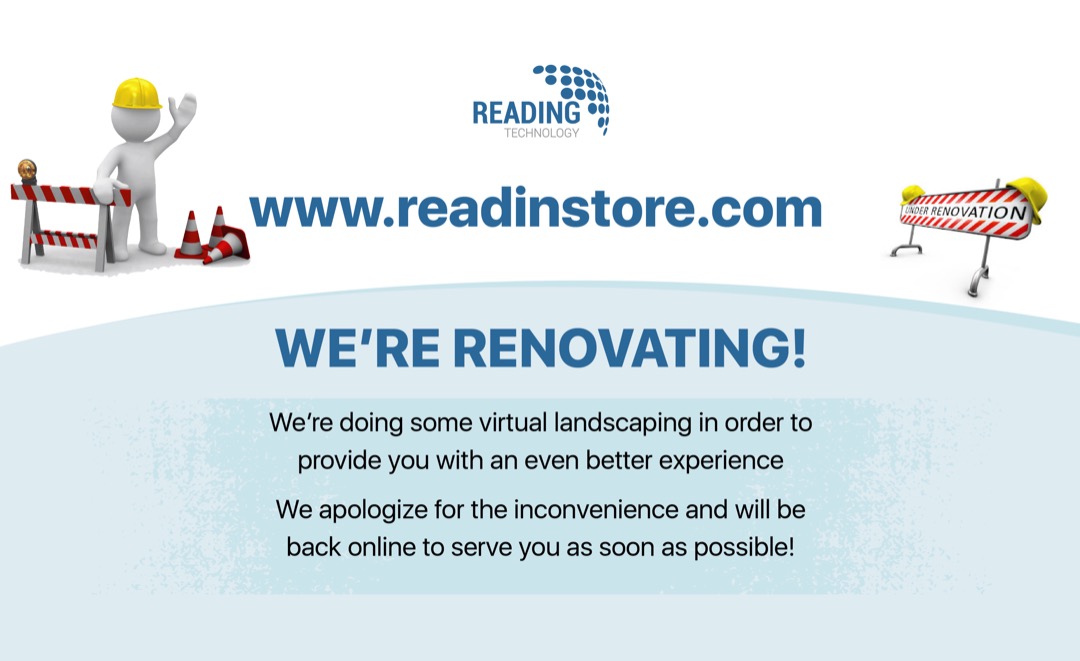 READING
TECHNOLOGY
www.readinstore.com
UNDER RENOVATION
WE’RE RENOVATING!
We’re doing some virtual landscaping in order to
provide you with an even better experience
We apologize for the inconvenience and will be
back online to serve you as soon as possible!